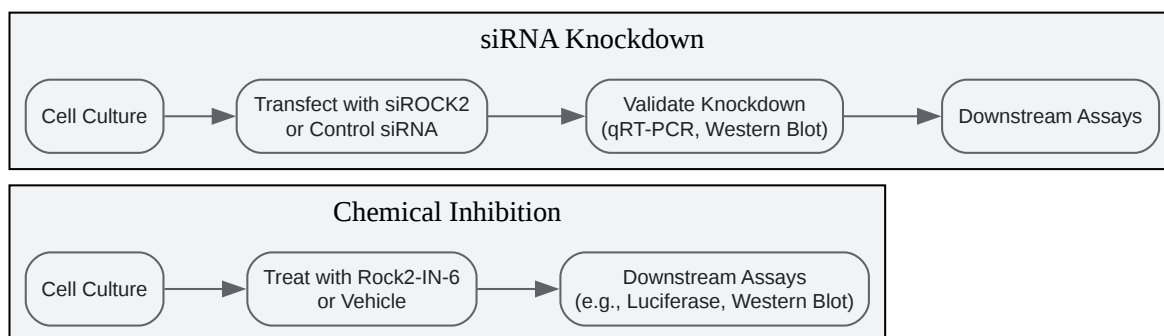 siRNA Knockdown
Cell Culture
Transfect with siROCK2
or Control siRNA
Validate Knockdown
(qRT-PCR, Western Blot)
Downstream Assays
Chemical Inhibition
Cell Culture
Treat with Rock2-IN-6
or Vehicle
Downstream Assays
(e.g., Luciferase, Western Blot)